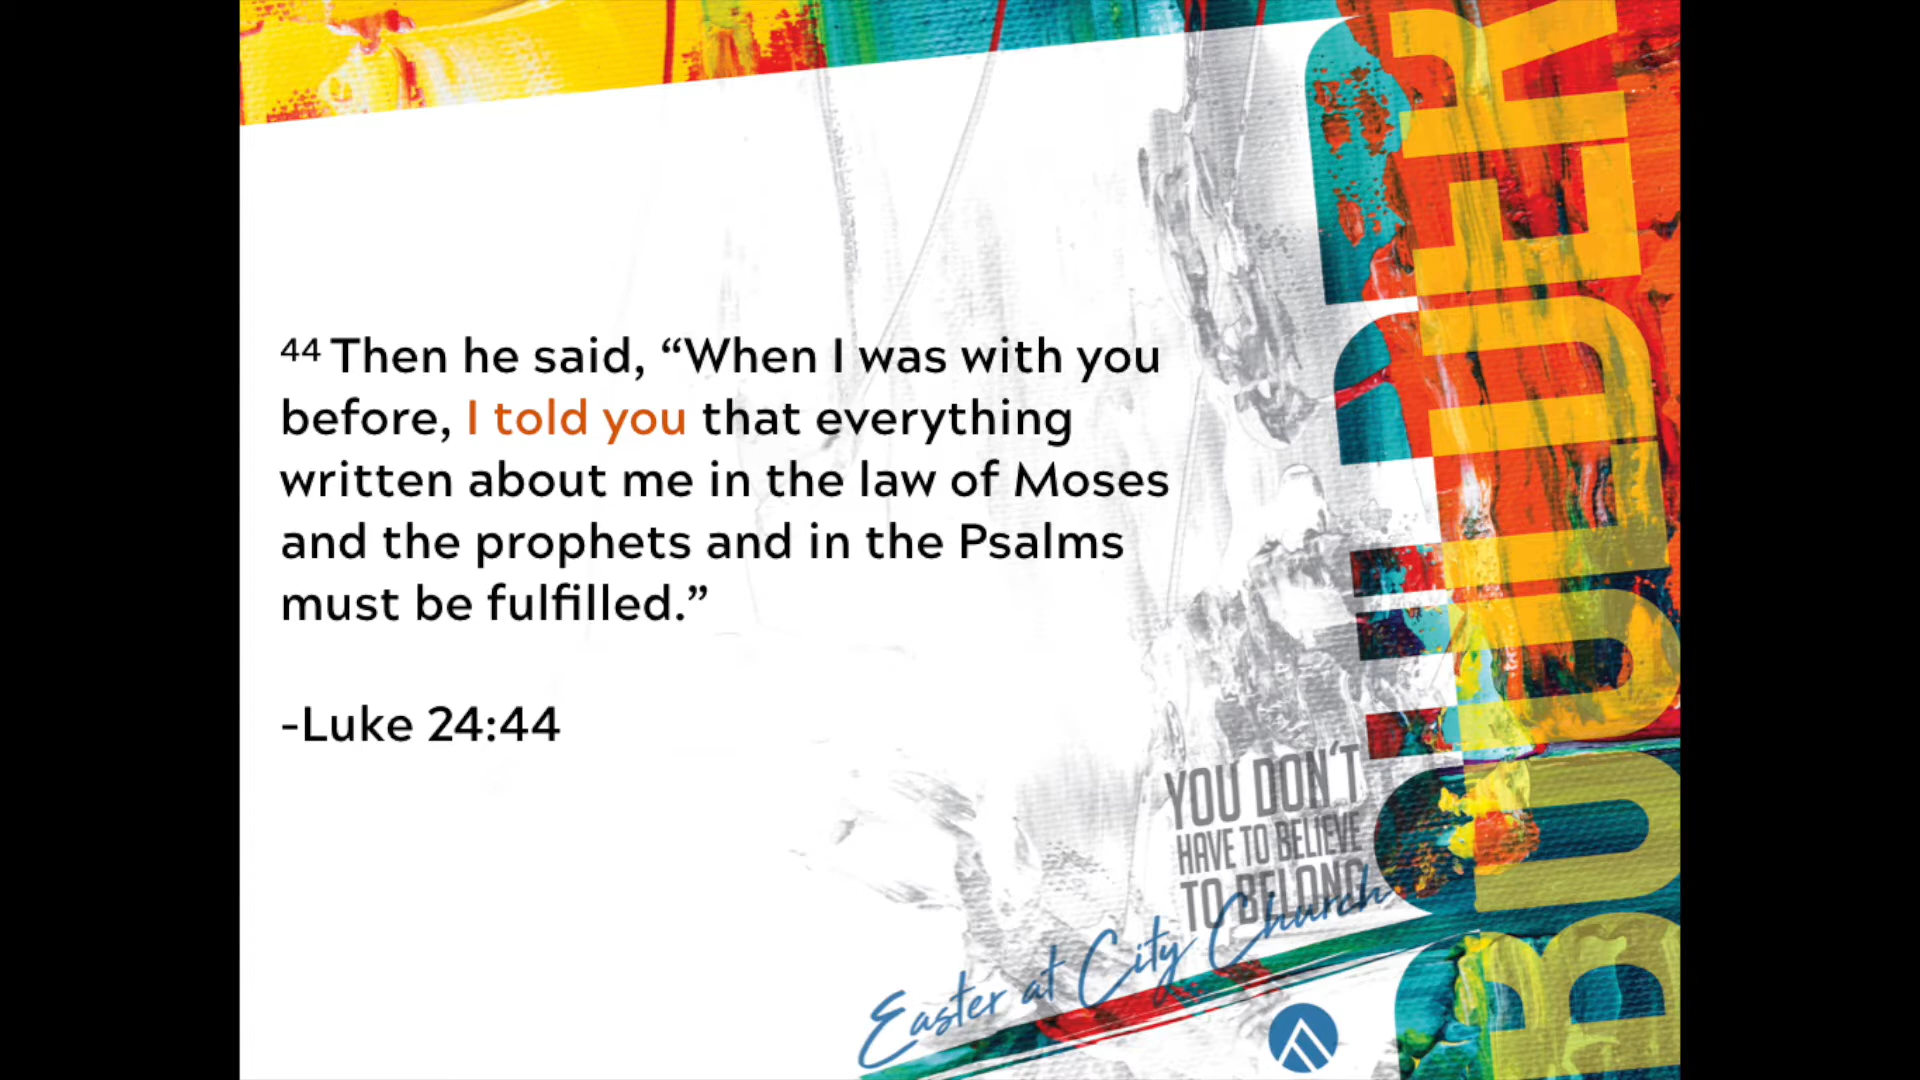 44 Then he said, “When I was with you
before, I told you that everything
written about me in the law of Moses
and the prophets and in the Psalms
must be fulfilled.”
-Luke 24:44
YOU DON'T
HAVE TO BELIEVE
TO BELONG
Easter at City Church
BOULDER